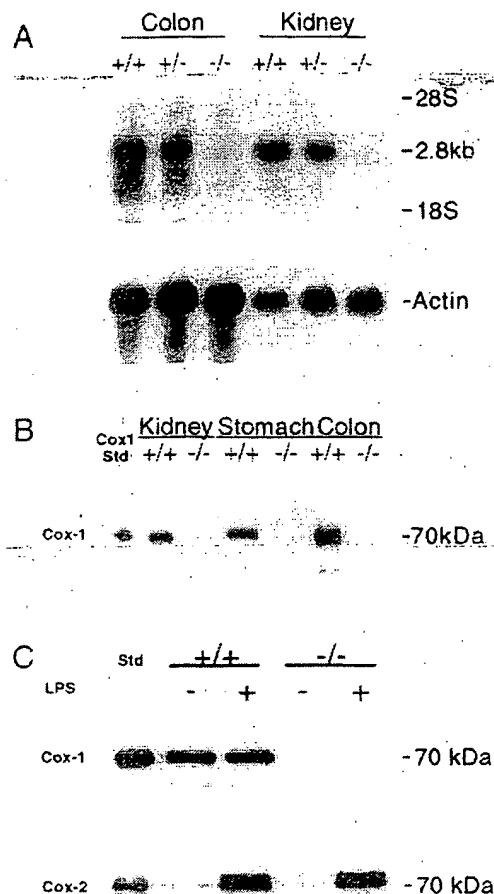 A Colon Kidney
+/+ +/- -/- +/+ +/- -/-
-28S
-2.8kb
-18S
-Actin
B Kidney Stomach Colon
Cox1 Std +/+ -/- +/+ -/- +/+ -/-
Cox-1 -70kDa
C Std +/+ -/-
LPS - + - +
Cox-1 -70 kDa
Cox-2 -70 kDa